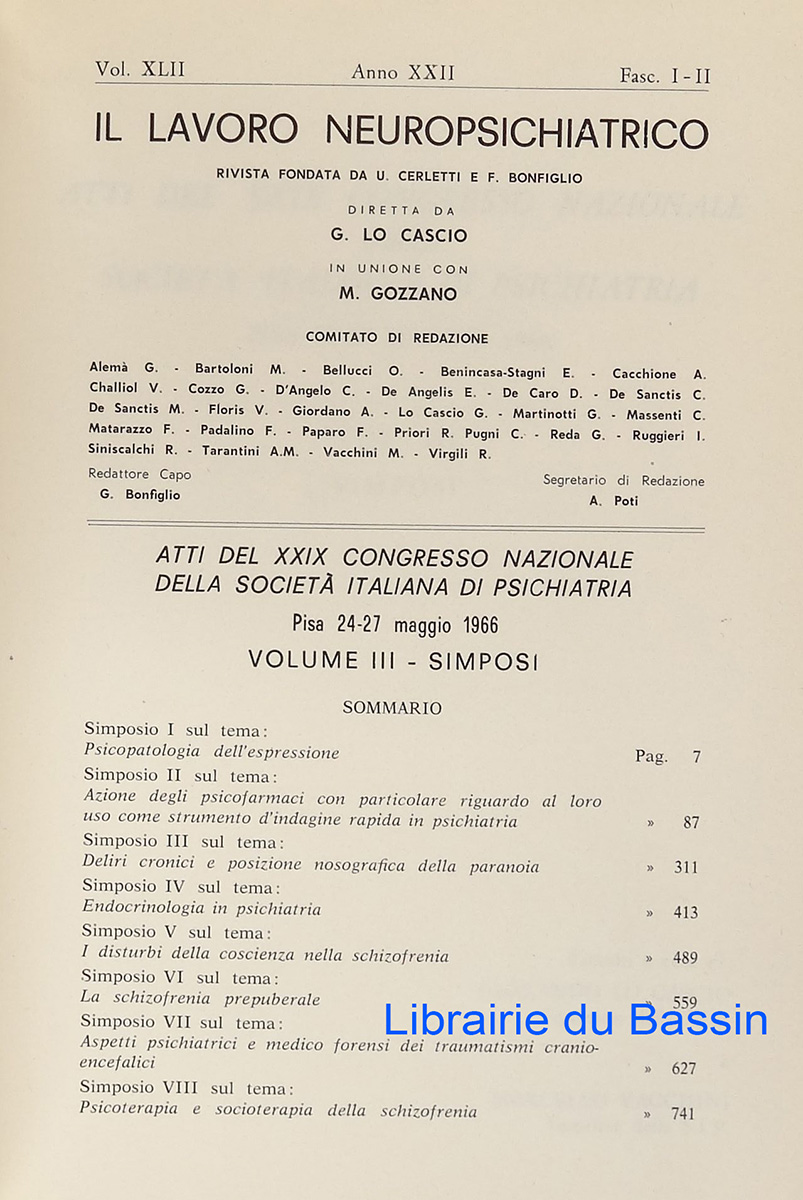 Vol. XLII Anno XXII Fasc. I - II
IL LAVORO NEUROPSICHIATRICO
RIVISTA FONDATA DA U. CERLETTI E F. BONFIGLIO
DIRETTA DA
G. LO CASCIO
IN UNIONE CON
M. GOZZANO
COMITATO DI REDAZIONE
Alemà G. - Bartoloni M. - Bellucci O. - Benincasa-Stagni E. - Cacchione A.
Challiol V. - Cozzo G. - D'Angelo C. - De Angelis E. - De Caro D. - De Sanctis C.
De Sanctis M. - Floris V. - Giordano A. - Lo Cascio G. - Martinotti G. - Massenti C.
Matarazzo F. - Padalino F. - Paparo F. - Priori R. Pugni C. - Reda G. - Ruggieri I.
Siniscalchi R. - Tarantini A.M. - Vacchini M. - Virgili R.
Redattore Capo Segretario di Redazione
G. Bonfiglio A. Poti
ATTI DEL XXIX CONGRESSO NAZIONALE
DELLA SOCIETÀ ITALIANA DI PSICHIATRIA
Pisa 24-27 maggio 1966
VOLUME III - SIMPOSI
SOMMARIO
Simposio I sul tema:
Psicopatologia dell'espressione Pag. 7
Simposio II sul tema:
Azione degli psicofarmaci con particolare riguardo al loro
uso come strumento d'indagine rapida in psichiatria » 87
Simposio III sul tema:
Deliri cronici e posizione nosografica della paranoia » 311
Simposio IV sul tema:
Endocrinologia in psichiatria » 413
Simposio V sul tema:
I disturbi della coscienza nella schizofrenia » 489
Simposio VI sul tema:
La schizofrenia prepuberale » 559
Librairie du Bassin
Simposio VII sul tema:
Aspetti psichiatrici e medico forensi dei traumatismi cranio-
encefalici » 627
Simposio VIII sul tema:
Psicoterapia e socioterapia della schizofrenia » 741